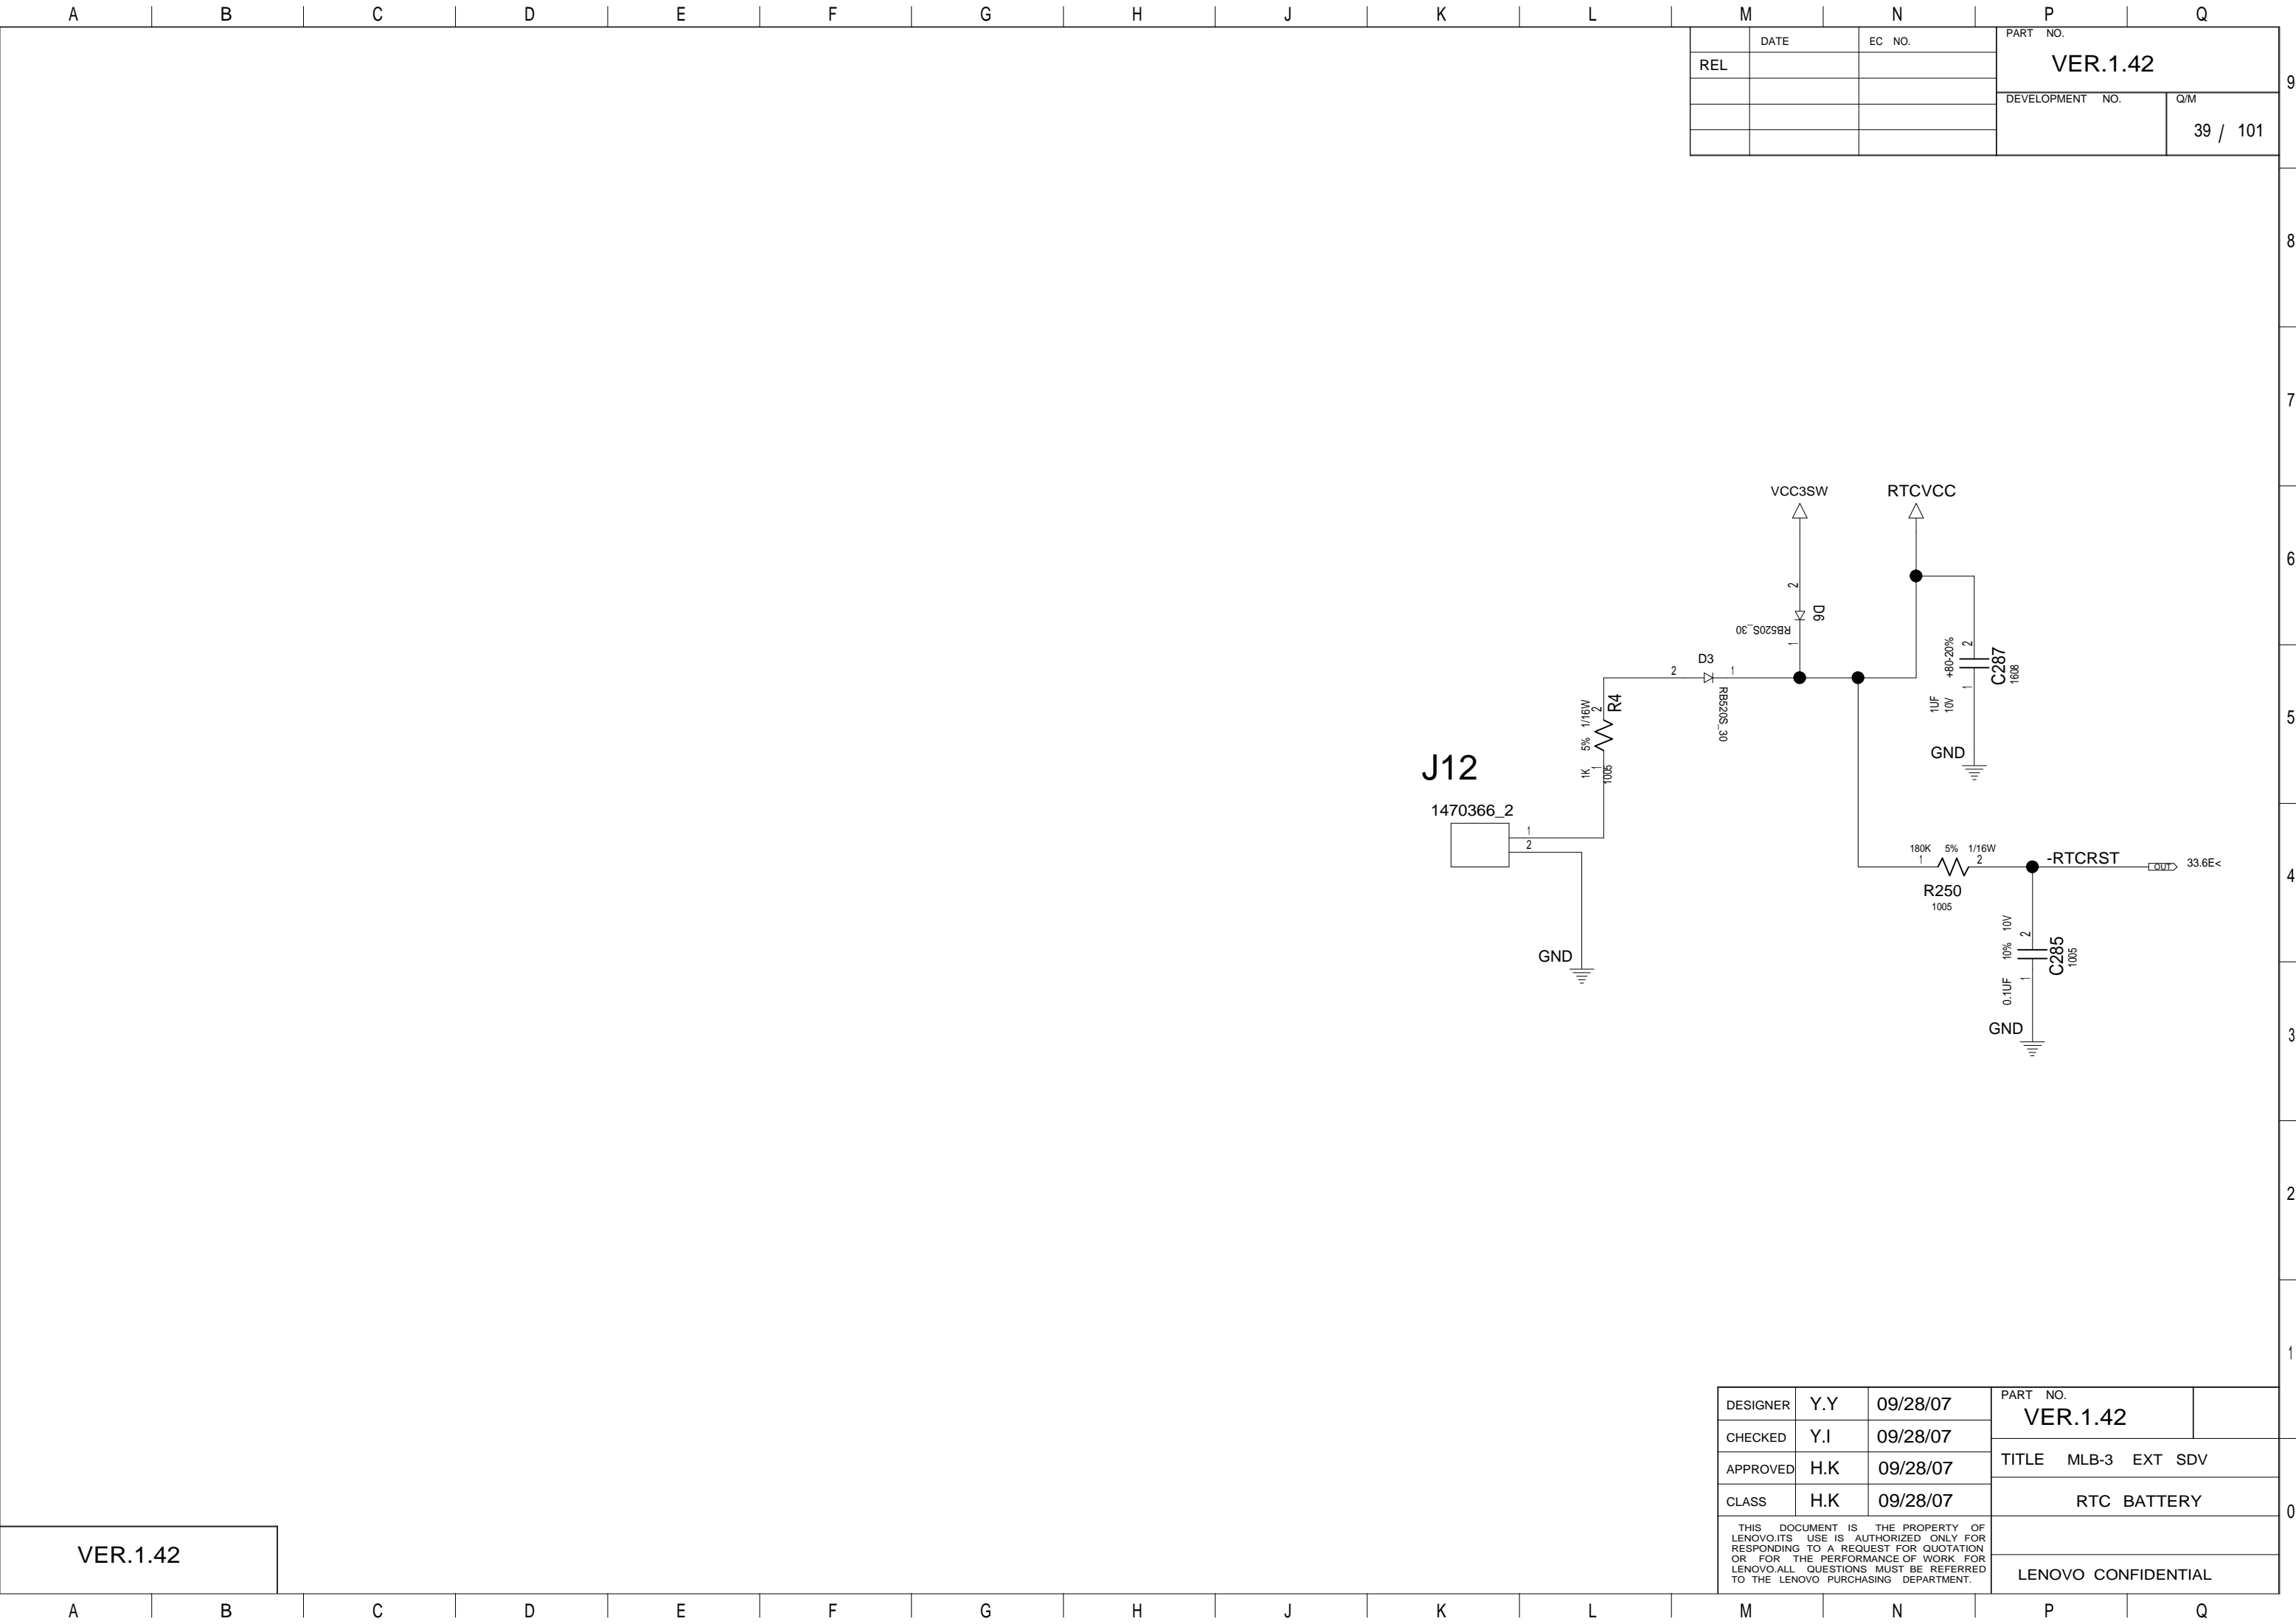 A B C D E F G H J K L M N P Q
DATE EC NO. PART NO.
REL VER.1.42
DEVELOPMENT NO. Q/M
39 / 101
9
8
7
6
5
4
3
2
1
0
VCC3SW RTCVCC
2
D6
RB520S_30
1
D3
2 1
RB520S_30
+80-20% 2
C287
1608
1
1UF
10V
GND
1K 5% 1/16W
2
R4
1
1005
J12
1470366_2
1
2
GND
180K 5% 1/16W
1 2
R250
1005
-RTCRST OUT 33.6E<
0.1UF 10% 10V
2
C285
1005
1
GND
DESIGNER Y.Y 09/28/07
CHECKED Y.I 09/28/07
APPROVED H.K 09/28/07
CLASS H.K 09/28/07
PART NO.
VER.1.42
TITLE MLB-3 EXT SDV
RTC BATTERY
THIS DOCUMENT IS THE PROPERTY OF
LENOVO.ITS USE IS AUTHORIZED ONLY FOR
RESPONDING TO A REQUEST FOR QUOTATION
OR FOR THE PERFORMANCE OF WORK FOR
LENOVO.ALL QUESTIONS MUST BE REFERRED
TO THE LENOVO PURCHASING DEPARTMENT.
LENOVO CONFIDENTIAL
VER.1.42
A B C D E F G H J K L M N P Q